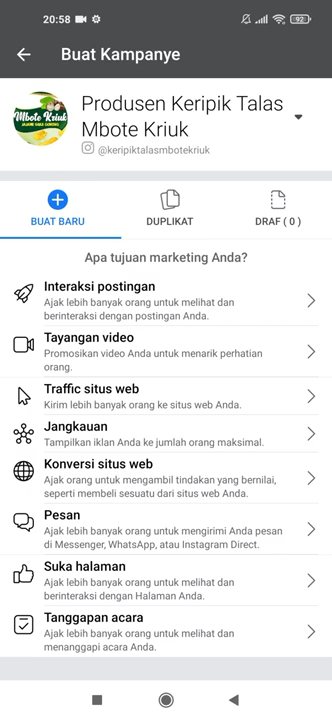 20:58
92
Buat Kampanye
Mbote Kriuk
Produsen Keripik Talas
Mbote Kriuk
@keripiktalasmbotekriuk
BUAT BARU
DUPLIKAT
DRAF ( 0 )
Apa tujuan marketing Anda?
Interaksi postingan
Ajak lebih banyak orang untuk melihat dan
berinteraksi dengan postingan Anda.
Tayangan video
Promosikan video Anda untuk menarik perhatian
orang.
Traffic situs web
Kirim lebih banyak orang ke situs web Anda.
Jangkauan
Tampilkan iklan Anda ke jumlah orang maksimal.
Konversi situs web
Ajak orang untuk mengambil tindakan yang bernilai,
seperti membeli sesuatu dari situs web Anda.
Pesan
Ajak lebih banyak orang untuk mengirimi Anda pesan
di Messenger, WhatsApp, atau Instagram Direct.
Suka halaman
Ajak lebih banyak orang untuk melihat dan
berinteraksi dengan Halaman Anda.
Tanggapan acara
Ajak lebih banyak orang untuk melihat dan
menanggapi acara Anda.